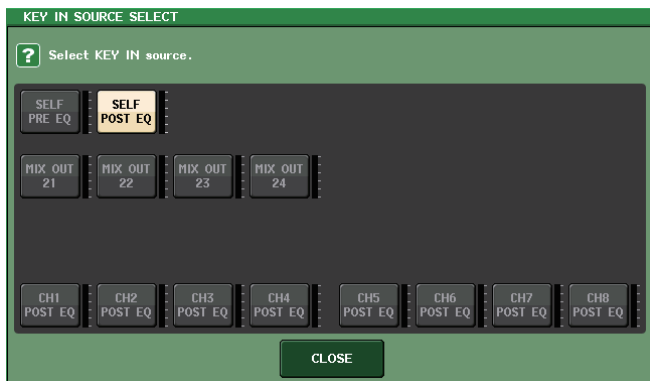 KEY IN SOURCE SELECT
? Select KEY IN source.
SELF PRE EQ
SELF POST EQ
MIX OUT 21
MIX OUT 22
MIX OUT 23
MIX OUT 24
CH1 POST EQ
CH2 POST EQ
CH3 POST EQ
CH4 POST EQ
CH5 POST EQ
CH6 POST EQ
CH7 POST EQ
CH8 POST EQ
CLOSE